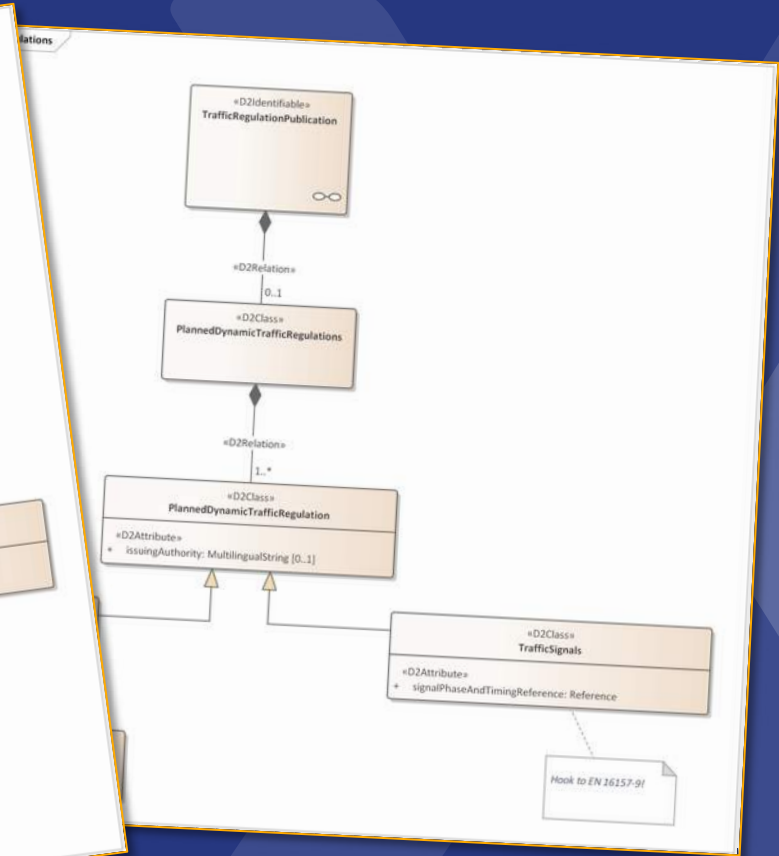 «D2Identifiable»
TrafficRegulationPublication
«D2Relation»
0..1
«D2Class»
PlannedDynamicTrafficRegulations
«D2Relation»
1..*
«D2Class»
PlannedDynamicTrafficRegulation
«D2Attribute»
+ issuingAuthority: MultilingualString [0..1]
«D2Class»
TrafficSignals
«D2Attribute»
+ signalPhaseAndTimingReference: Reference
Hook to EN 16157-9!